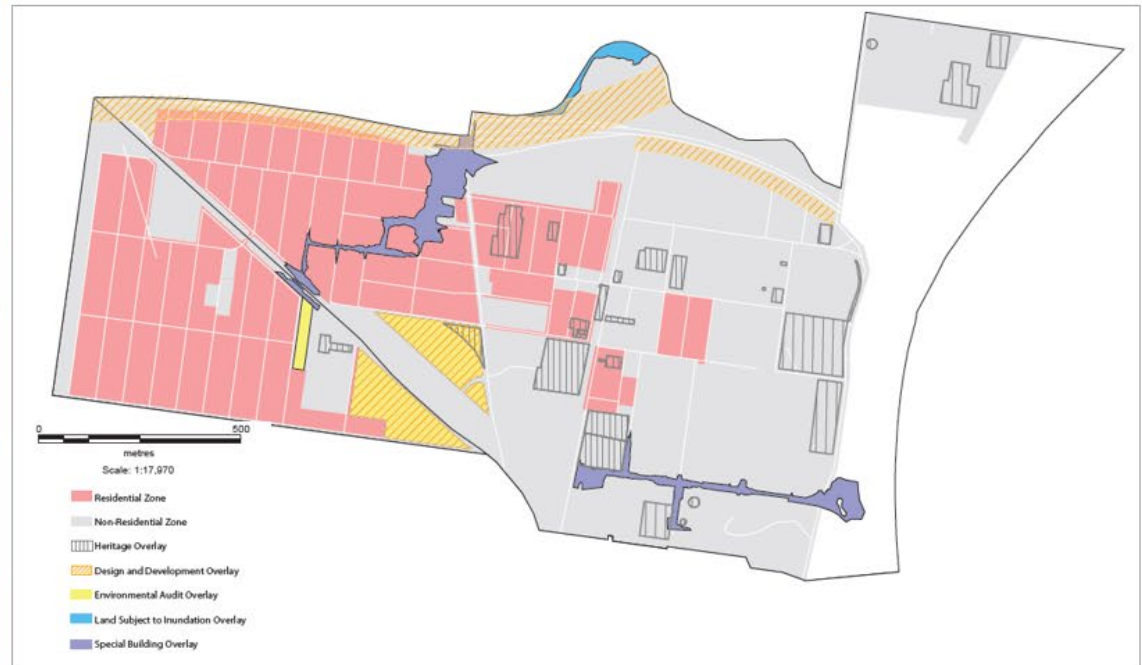 0 500
metres
Scale: 1:17,970
Residential Zone
Non-Residential Zone
Heritage Overlay
Design and Development Overlay
Environmental Audit Overlay
Land Subject to Inundation Overlay
Special Building Overlay